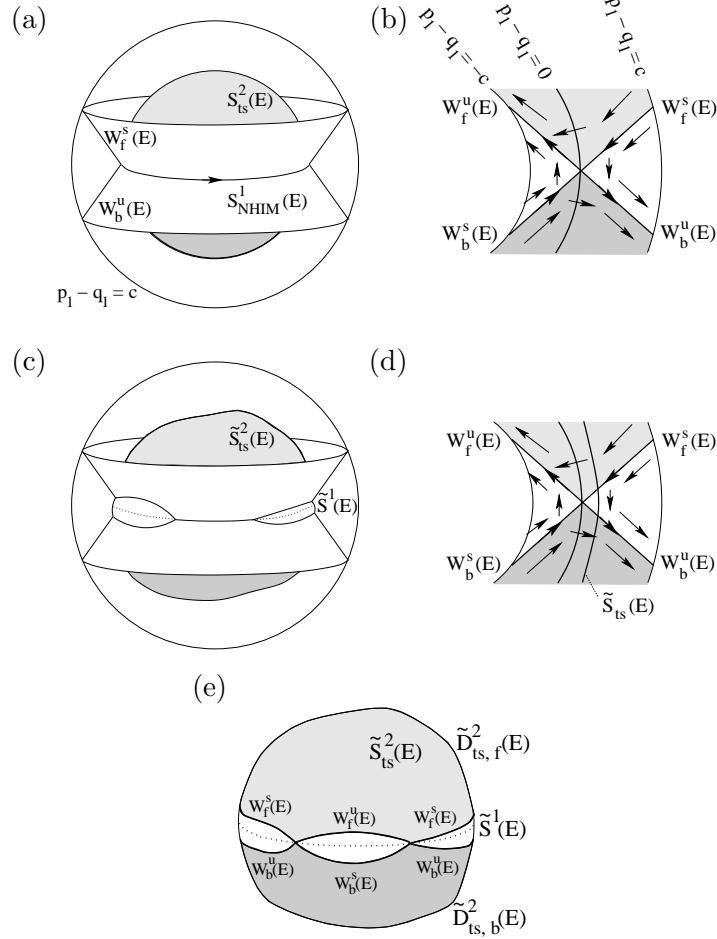 (a)
S²ts(E)
Wsf(E)
S¹NHIM(E)
Wub(E)
p1 – q1 = c
(b)
p1 – q1 = -c
p1 – q1 = 0
p1 – q1 = c
Wuf(E)
Wsf(E)
Wsb(E)
Wub(E)
(c)
S̃²ts(E)
S̃¹(E)
(d)
Wuf(E)
Wsf(E)
Wsb(E)
Wub(E)
S̃ts(E)
(e)
S̃²ts(E)
D̃²ts, f(E)
Wsf(E)
Wuf(E)
Wsf(E)
S̃¹(E)
Wub(E)
Wsb(E)
Wub(E)
D̃²ts, b(E)